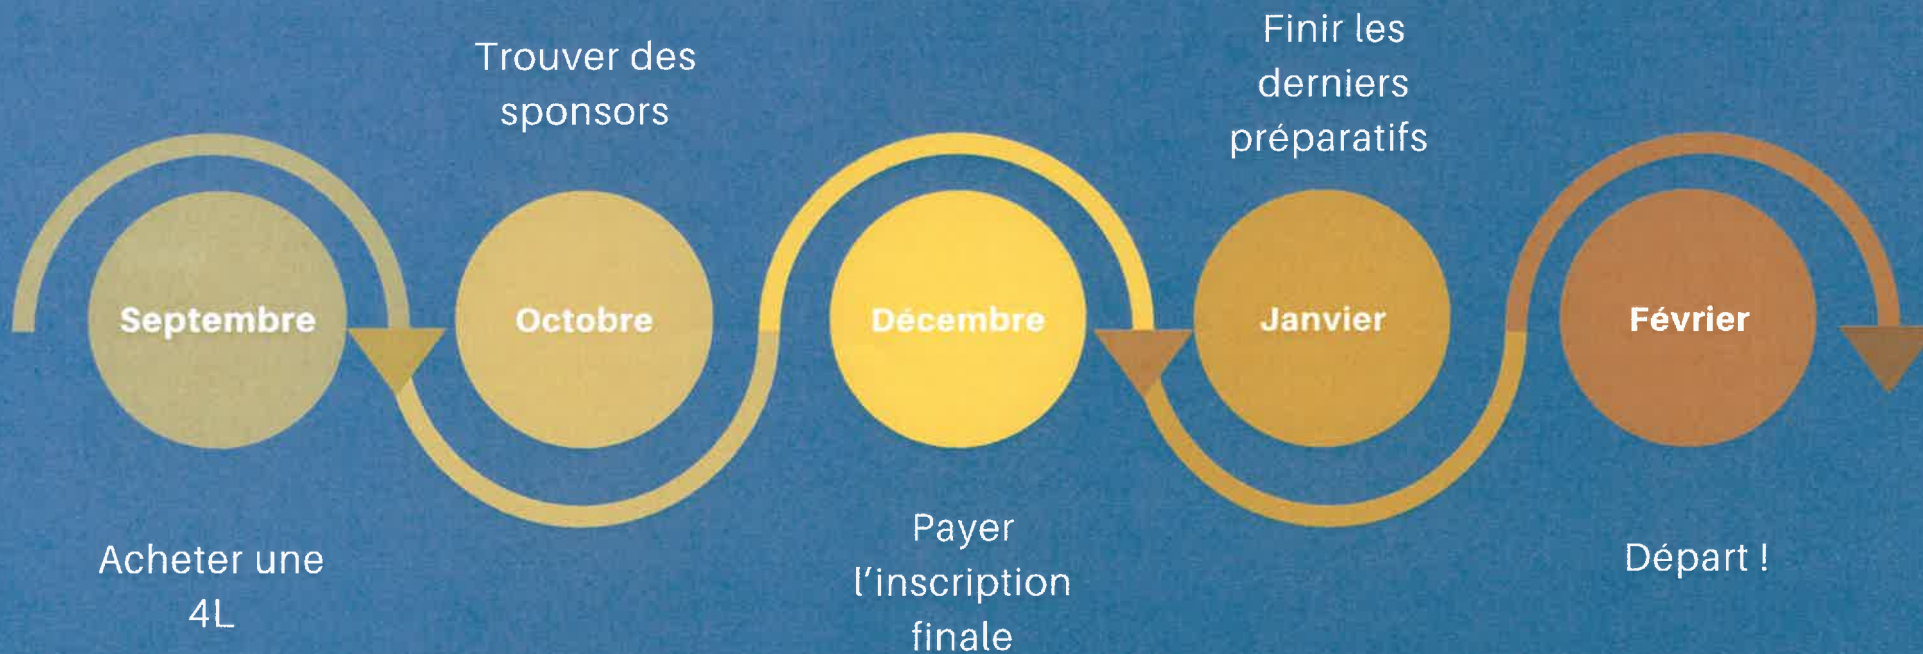 Trouver des
sponsors
Finir les
derniers
préparatifs
Septembre
Octobre
Décembre
Janvier
Février
Acheter une
4L
Payer
l'inscription
finale
Départ !